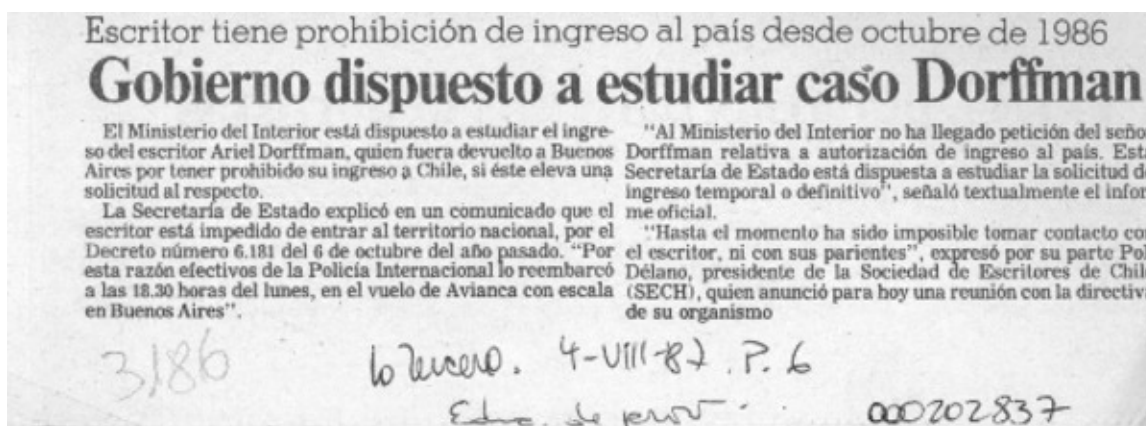 Escritor tiene prohibición de ingreso al país desde octubre de 1986
Gobierno dispuesto a estudiar caso Dorffman
El Ministerio del Interior está dispuesto a estudiar el ingre-
so del escritor Ariel Dorffman, quien fuera devuelto a Buenos
Aires por tener prohibido su ingreso a Chile, si éste eleva una
solicitud al respecto.
La Secretaría de Estado explicó en un comunicado que el
escritor está impedido de entrar al territorio nacional, por el
Decreto número 6.181 del 6 de octubre del año pasado. "Por
esta razón efectivos de la Policía Internacional lo reembarcó
a las 18.30 horas del lunes, en el vuelo de Avianca con escala
en Buenos Aires".
"Al Ministerio del Interior no ha llegado petición del seño
Dorffman relativa a autorización de ingreso al país. Esta
Secretaría de Estado está dispuesta a estudiar la solicitud de
ingreso temporal o definitivo", señaló textualmente el infor
me oficial.
"Hasta el momento ha sido imposible tomar contacto con
el escritor, ni con sus parientes", expresó por su parte Pol
Délano, presidente de la Sociedad de Escritores de Chil
(SECH), quien anunció para hoy una reunión con la directiva
de su organismo
3186
La Tercera. 4-VIII-87. P. 6
000202837